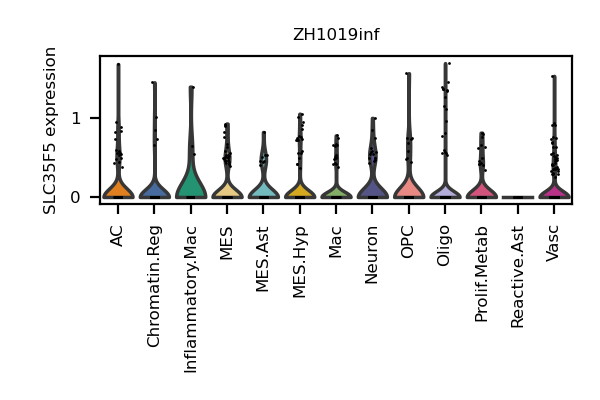 ZH1019inf
SLC35F5 expression
1
0
AC
Chromatin.Reg
Inflammatory.Mac
MES
MES.Ast
MES.Hyp
Mac
Neuron
OPC
Oligo
Prolif.Metab
Reactive.Ast
Vasc